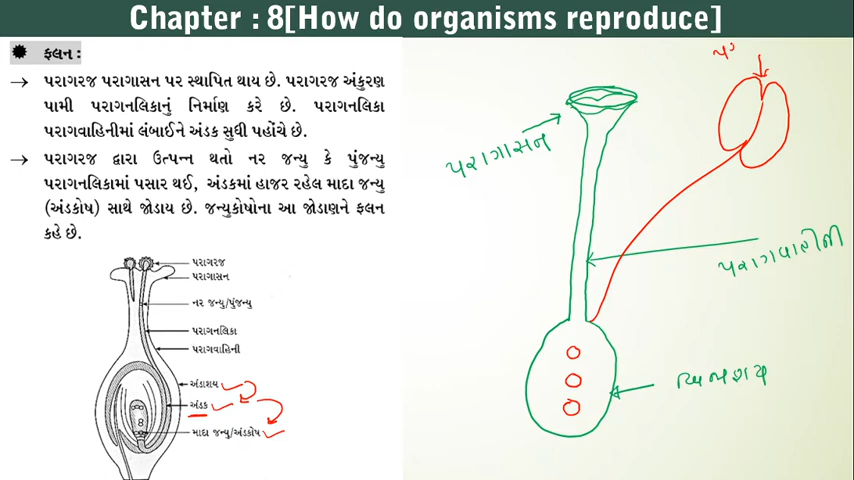 Chapter : 8[How do organisms reproduce]
ફલન :
→ પરાગરજ પરાગાસન પર સ્થાપિત થાય છે. પરાગરજ અંકુરણ
પામી પરાગનલિકાનું નિર્માણ કરે છે. પરાગનલિકા
પરાગવાહિનીમાં લંબાઈને અંડક સુધી પહોંચે છે.
→ પરાગરજ દ્વારા ઉત્પન્ન થતો નર જન્યુ કે પુંજન્યુ
પરાગનલિકામાં પસાર થઈ, અંડકમાં હાજર રહેલ માદા જન્યુ
(અંડકોષ) સાથે જોડાય છે. જન્યુકોષોના આ જોડાણને ફલન
કહે છે.
પરાગરજ
પરાગાસન
નર જન્યુ/પુંજન્યુ
પરાગનલિકા
પરાગવાહિની
અંડાશય
અંડક
માદા જન્યુ/અંડકોષ
પરાગાસન
પરાગવાહીની